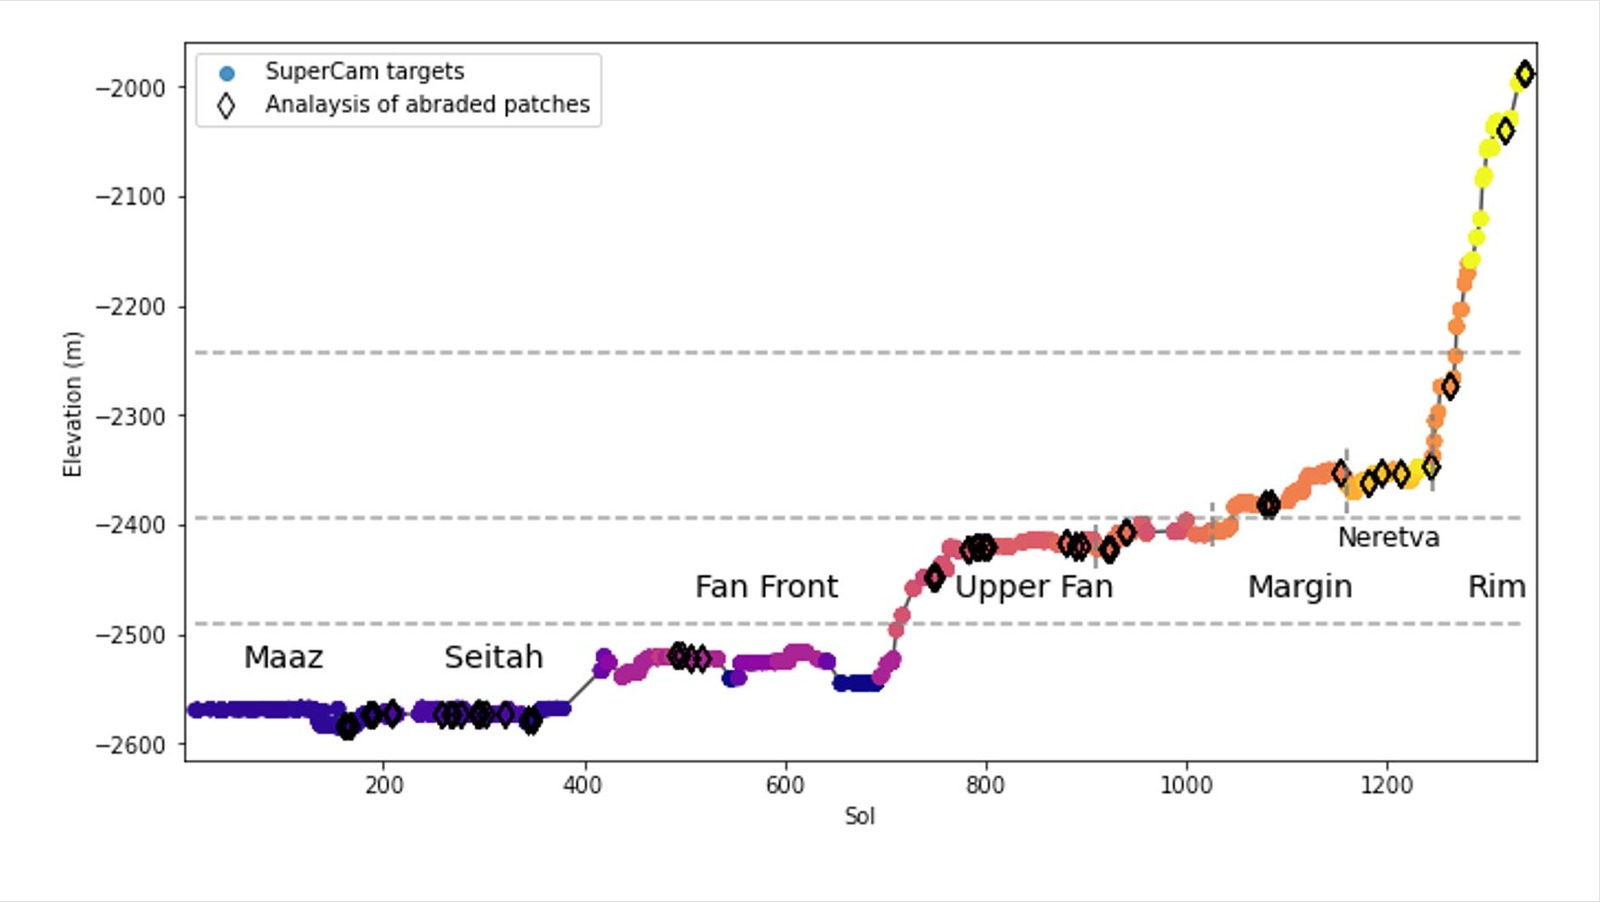 SuperCam targets
Analaysis of abraded patches
−2000
−2100
−2200
−2300
−2400
−2500
−2600
Elevation (m)
Neretva
Fan Front Upper Fan Margin Rim
Maaz Seitah
200 400 600 800 1000 1200
Sol